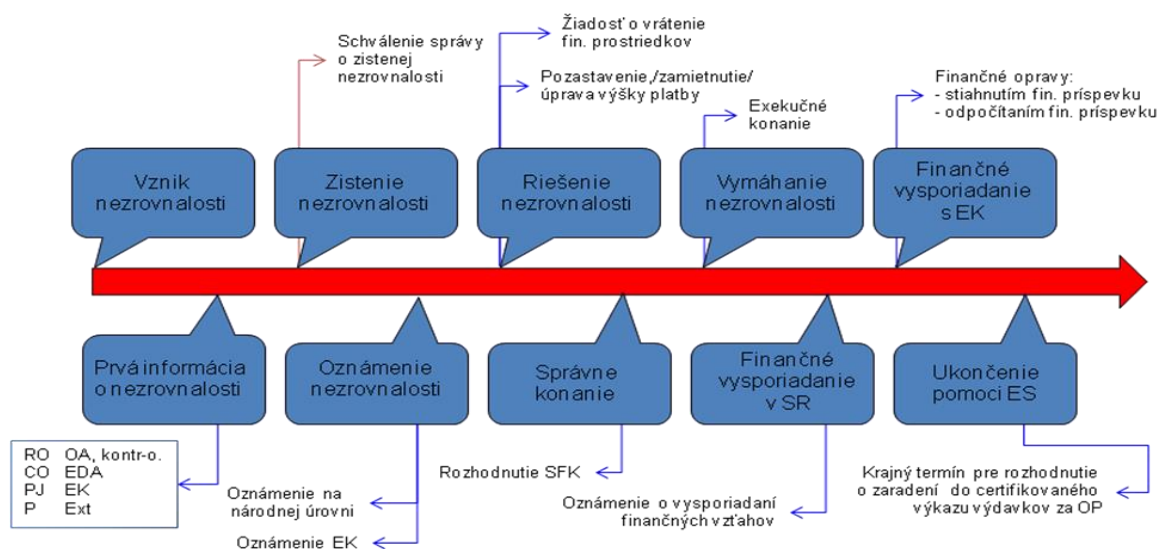 Schválenie správy
o zistenej
nezrovnalosti
Žiadosť o vrátenie
fin. prostriedkov
Pozastavenie,/zamietnutie/
úprava výšky platby
Exekučné
konanie
Finančné opravy:
- stiahnutím fin. príspevku
- odpočítaním fin. príspevku
Vznik
nezrovnalosti
Zistenie
nezrovnalosti
Riešenie
nezrovnalosti
Vymáhanie
nezrovnalosti
Finančné
vysporiadanie
s EK
Prvá informácia
o nezrovnalosti
Oznámenie
nezrovnalosti
Správne
konanie
Finančné
vysporiadanie
v SR
Ukončenie
pomoci ES
RO OA, kontr-o.
CO EDA
PJ EK
P Ext
Oznámenie na
národnej úrovni
Oznámenie EK
Rozhodnutie SFK
Oznámenie o vysporiadaní
finančných vzťahov
Krajný termín pre rozhodnutie
o zaradení do certifikovaného
výkazu výdavkov za OP